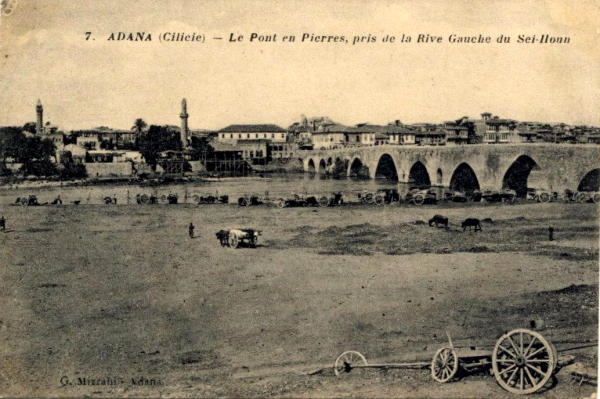 7. ADANA (Cilicie) — Le Pont en Pierres, pris de la Rive Gauche du Sei-Houn
G. Mizrahi - Adana